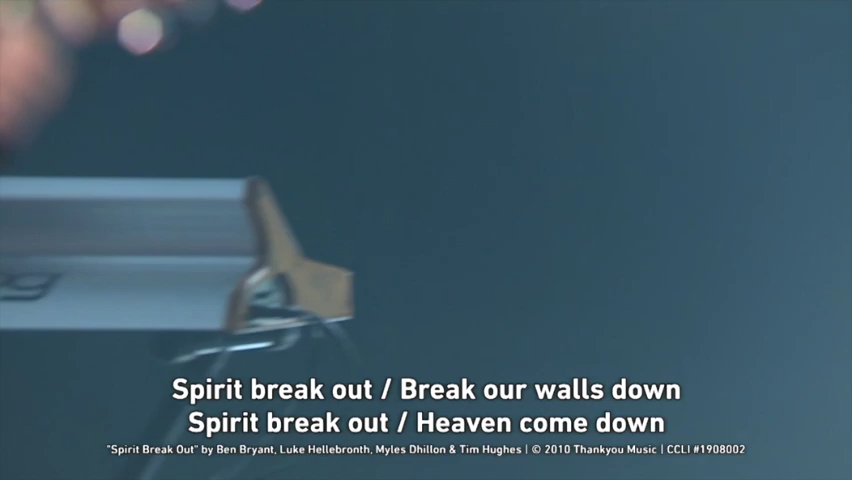 Spirit break out / Break our walls down
Spirit break out / Heaven come down
"Spirit Break Out" by Ben Bryant, Luke Hellebronth, Myles Dhillon & Tim Hughes | © 2010 Thankyou Music | CCLI #1908002